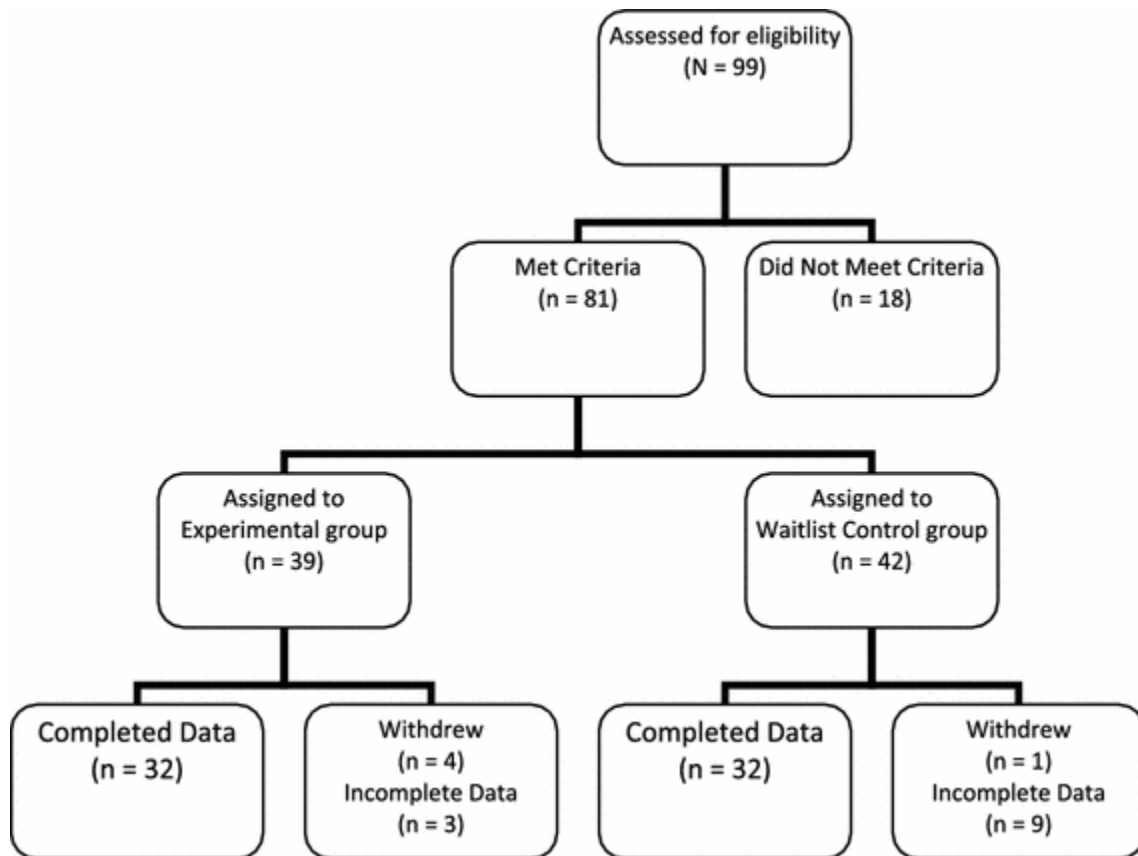 Assessed for eligibility
(N = 99)
Met Criteria
(n = 81)
Did Not Meet Criteria
(n = 18)
Assigned to
Experimental group
(n = 39)
Assigned to
Waitlist Control group
(n = 42)
Completed Data
(n = 32)
Withdrew
(n = 4)
Incomplete Data
(n = 3)
Completed Data
(n = 32)
Withdrew
(n = 1)
Incomplete Data
(n = 9)